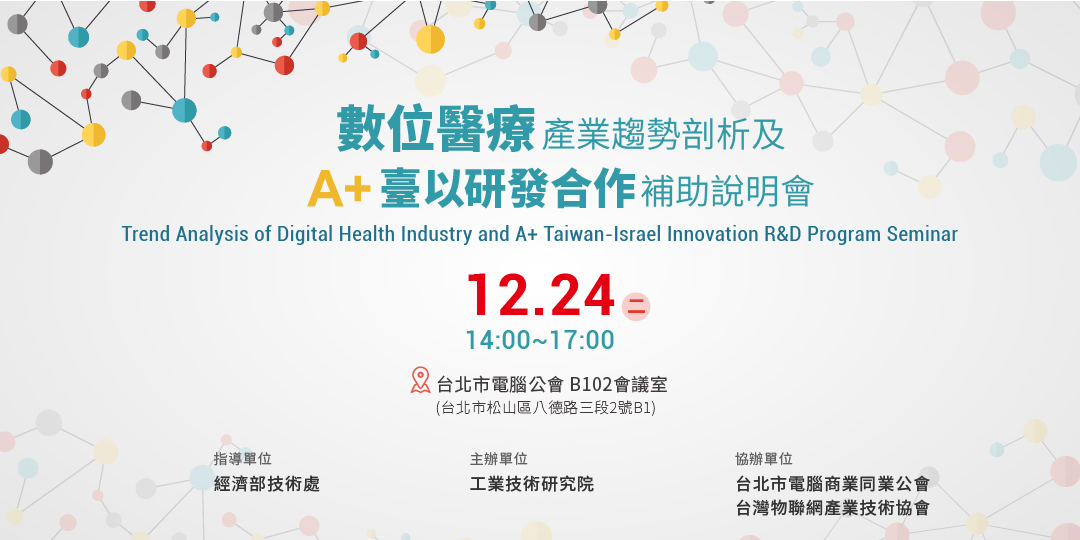 數位醫療 產業趨勢剖析及
A+ 臺以研發合作 補助說明會
Trend Analysis of Digital Health Industry and A+ Taiwan-Israel Innovation R&D Program Seminar
12.24 二
14:00~17:00
台北市電腦公會 B102會議室
(台北市松山區八德路三段2號B1)
指導單位
經濟部技術處
主辦單位
工業技術研究院
協辦單位
台北市電腦商業同業公會
台灣物聯網產業技術協會